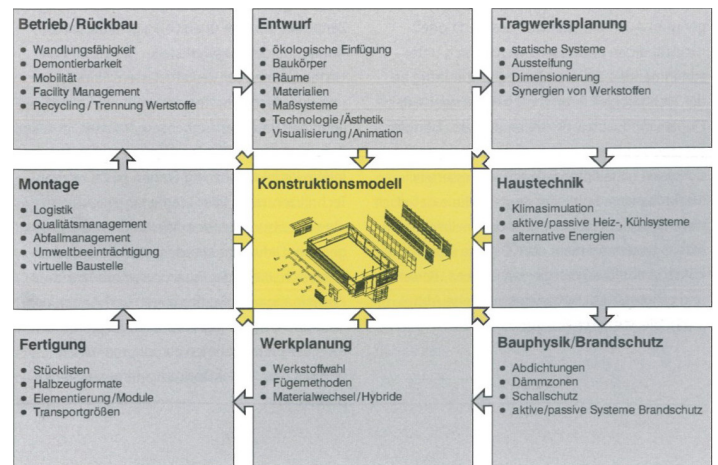 Betrieb/Rückbau
• Wandlungsfähigkeit
• Demontierbarkeit
• Mobilität
• Facility Management
• Recycling/Trennung Wertstoffe
Entwurf
• ökologische Einfügung
• Baukörper
• Räume
• Materialien
• Maßsysteme
• Technologie/Ästhetik
• Visualisierung/Animation
Tragwerksplanung
• statische Systeme
• Aussteifung
• Dimensionierung
• Synergien von Werkstoffen
Montage
• Logistik
• Qualitätsmanagement
• Abfallmanagement
• Umweltbeeinträchtigung
• virtuelle Baustelle
Konstruktionsmodell
Haustechnik
• Klimasimulation
• aktive/passive Heiz-, Kühlsysteme
• alternative Energien
Fertigung
• Stücklisten
• Halbzeugformate
• Elementierung/Module
• Transportgrößen
Werkplanung
• Werkstoffwahl
• Fügemethoden
• Materialwechsel/Hybride
Bauphysik/Brandschutz
• Abdichtungen
• Dämmzonen
• Schallschutz
• aktive/passive Systeme Brandschutz